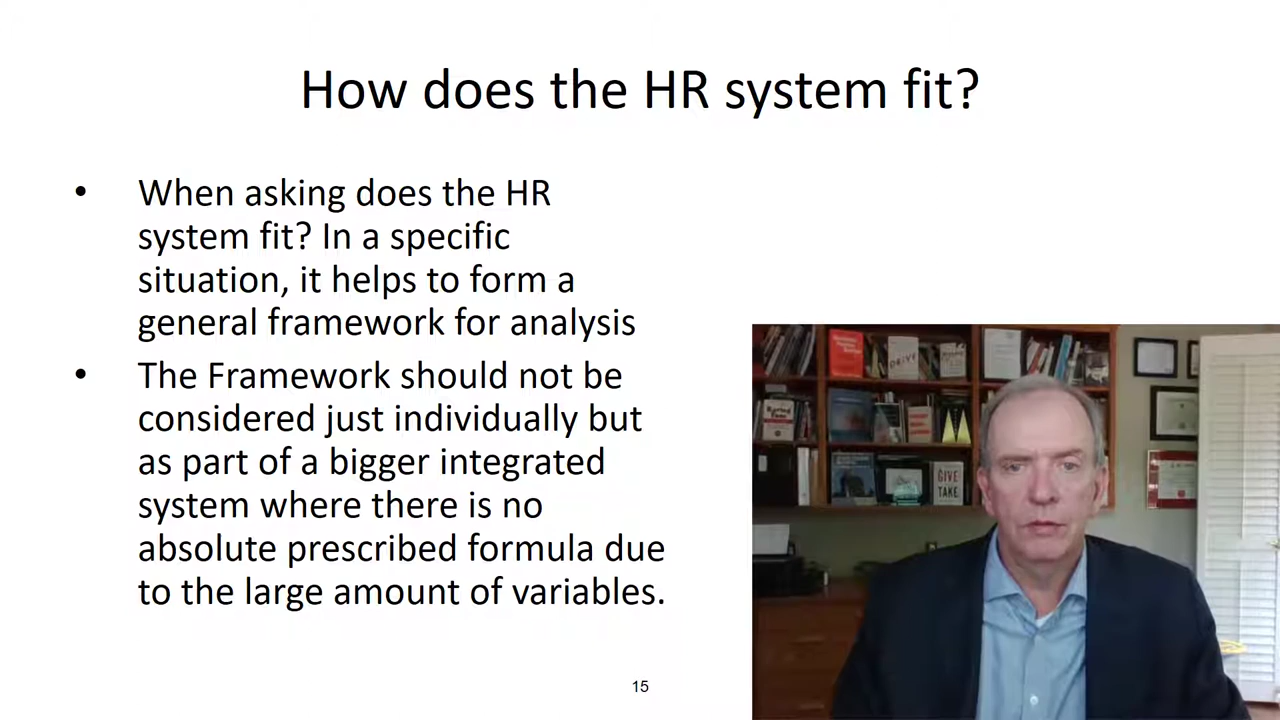 How does the HR system fit?
• When asking does the HR
system fit? In a specific
situation, it helps to form a
general framework for analysis
• The Framework should not be
considered just individually but
as part of a bigger integrated
system where there is no
absolute prescribed formula due
to the large amount of variables.
DRIVE
GIVE
TAKE
15